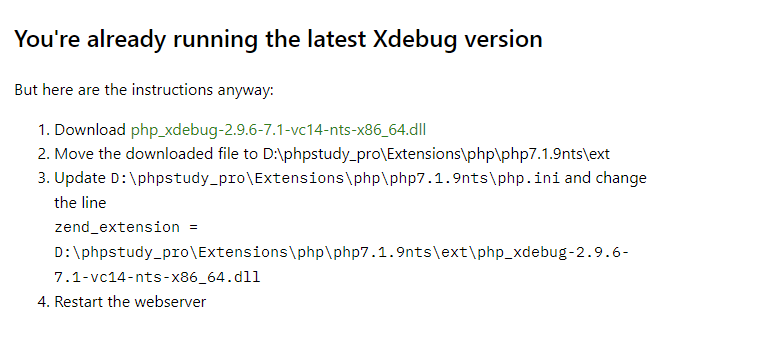 You're already running the latest Xdebug version
But here are the instructions anyway:
1. Download php_xdebug-2.9.6-7.1-vc14-nts-x86_64.dll
2. Move the downloaded file to D:\phpstudy_pro\Extensions\php\php7.1.9nts\ext
3. Update D:\phpstudy_pro\Extensions\php\php7.1.9nts\php.ini and change
the line
zend_extension =
D:\phpstudy_pro\Extensions\php\php7.1.9nts\ext\php_xdebug-2.9.6-
7.1-vc14-nts-x86_64.dll
4. Restart the webserver